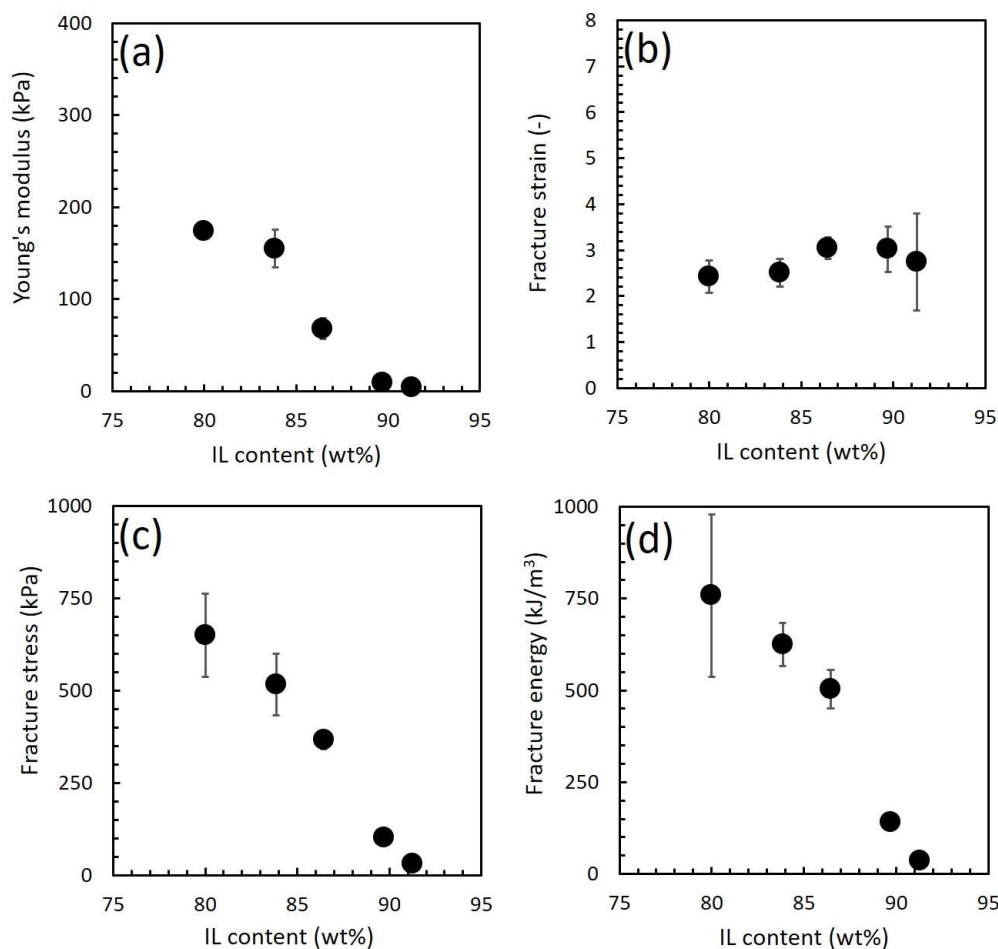 (a)
Young's modulus (kPa)
400
300
200
100
0
75 80 85 90 95
IL content (wt%)
(b)
Fracture strain (-)
8
7
6
5
4
3
2
1
0
75 80 85 90 95
IL content (wt%)
(c)
Fracture stress (kPa)
1000
750
500
250
0
75 80 85 90 95
IL content (wt%)
(d)
Fracture energy (kJ/m³)
1000
750
500
250
0
75 80 85 90 95
IL content (wt%)